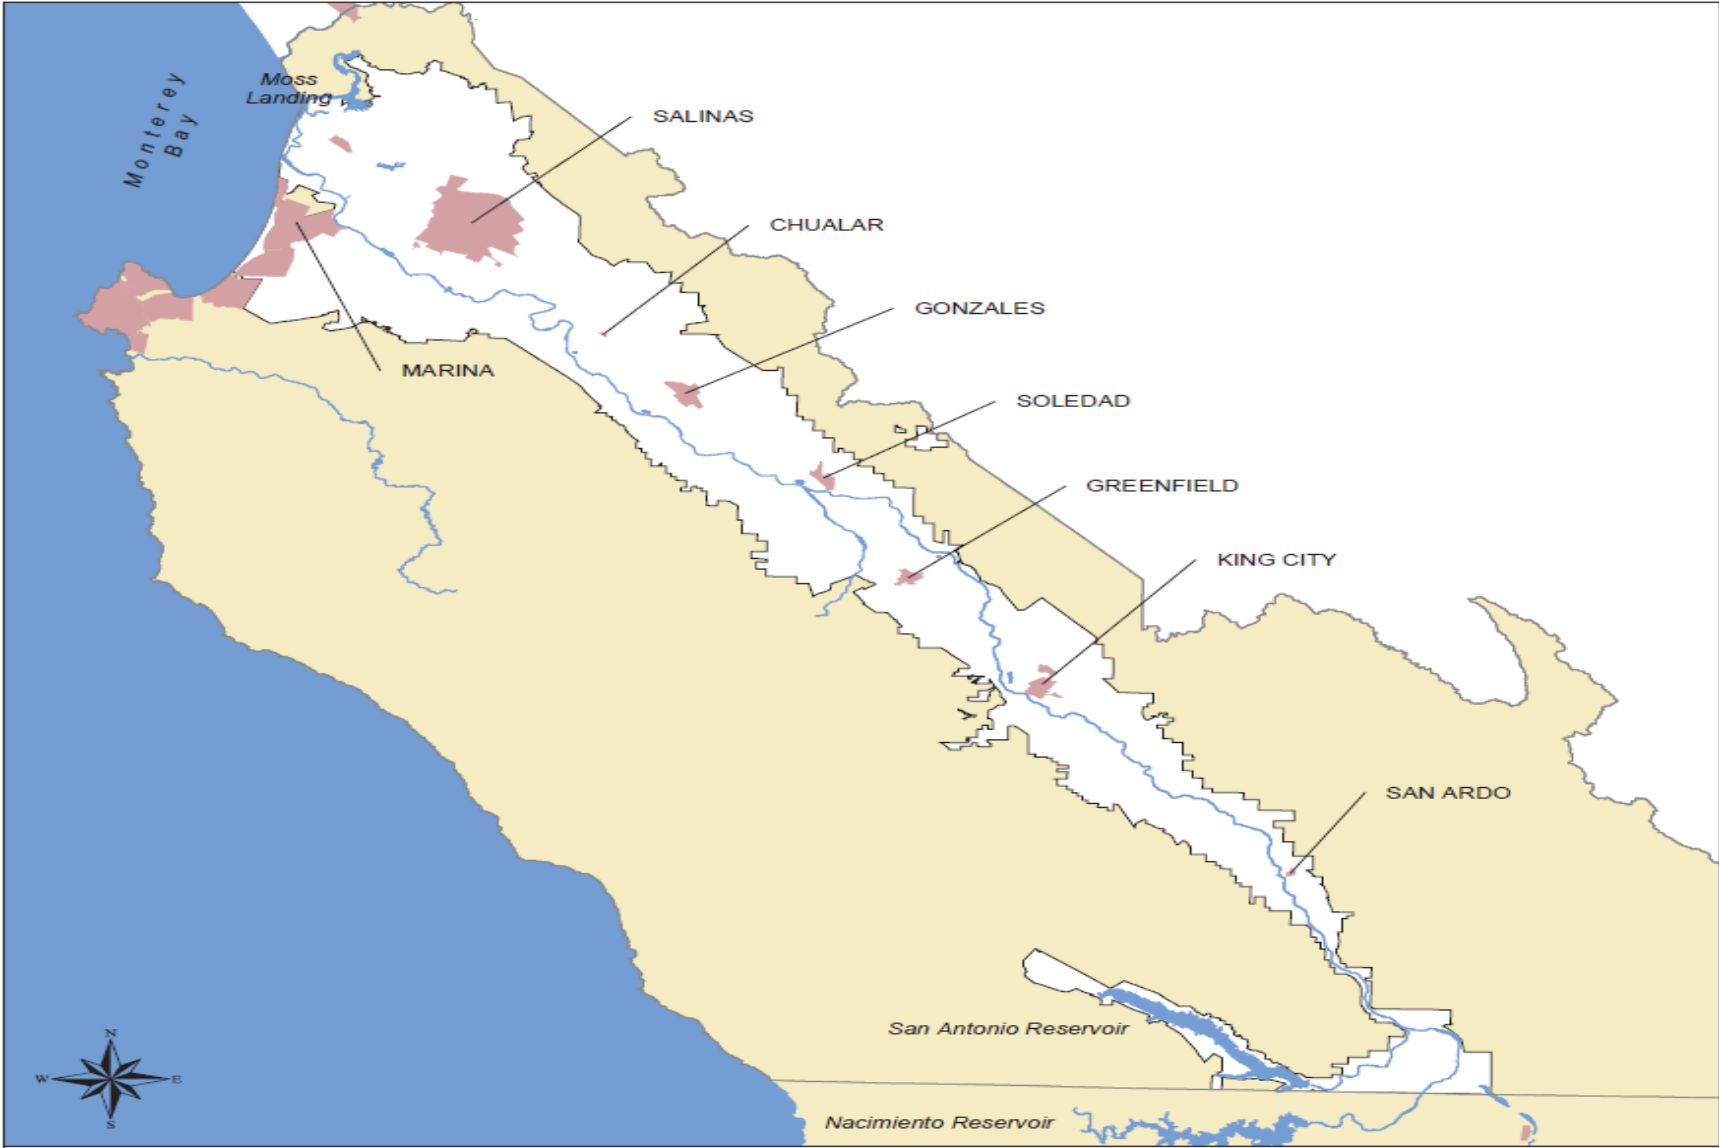 Moss
Landing
Monterey
Bay
SALINAS
CHUALAR
GONZALES
MARINA
SOLEDAD
GREENFIELD
KING CITY
SAN ARDO
San Antonio Reservoir
Nacimiento Reservoir
N
W
E
S